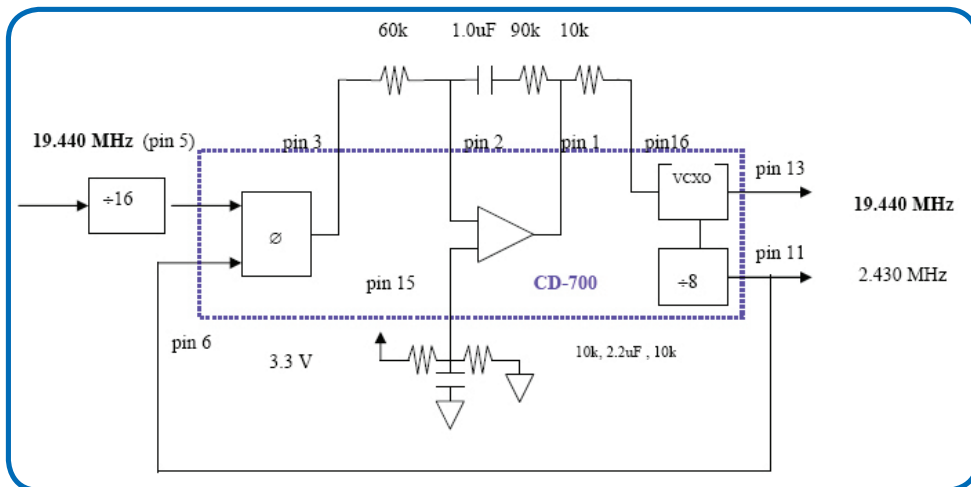 60k 1.0uF 90k 10k
19.440 MHz (pin 5) pin 3 pin 2 pin 1 pin16
VCXO pin 13
÷16 19.440 MHz
∅ pin 11
pin 15 CD-700 ÷8 2.430 MHz
pin 6 3.3 V 10k, 2.2uF , 10k